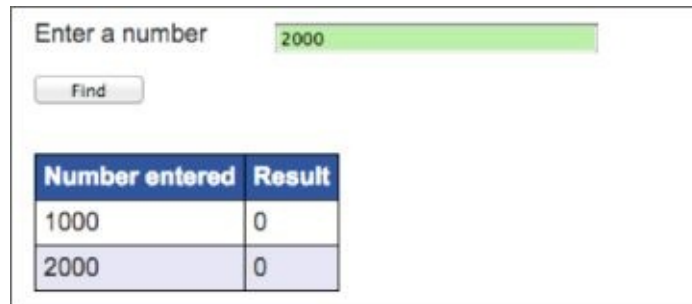 Enter a number 2000
Find
Number entered Result
1000 0
2000 0